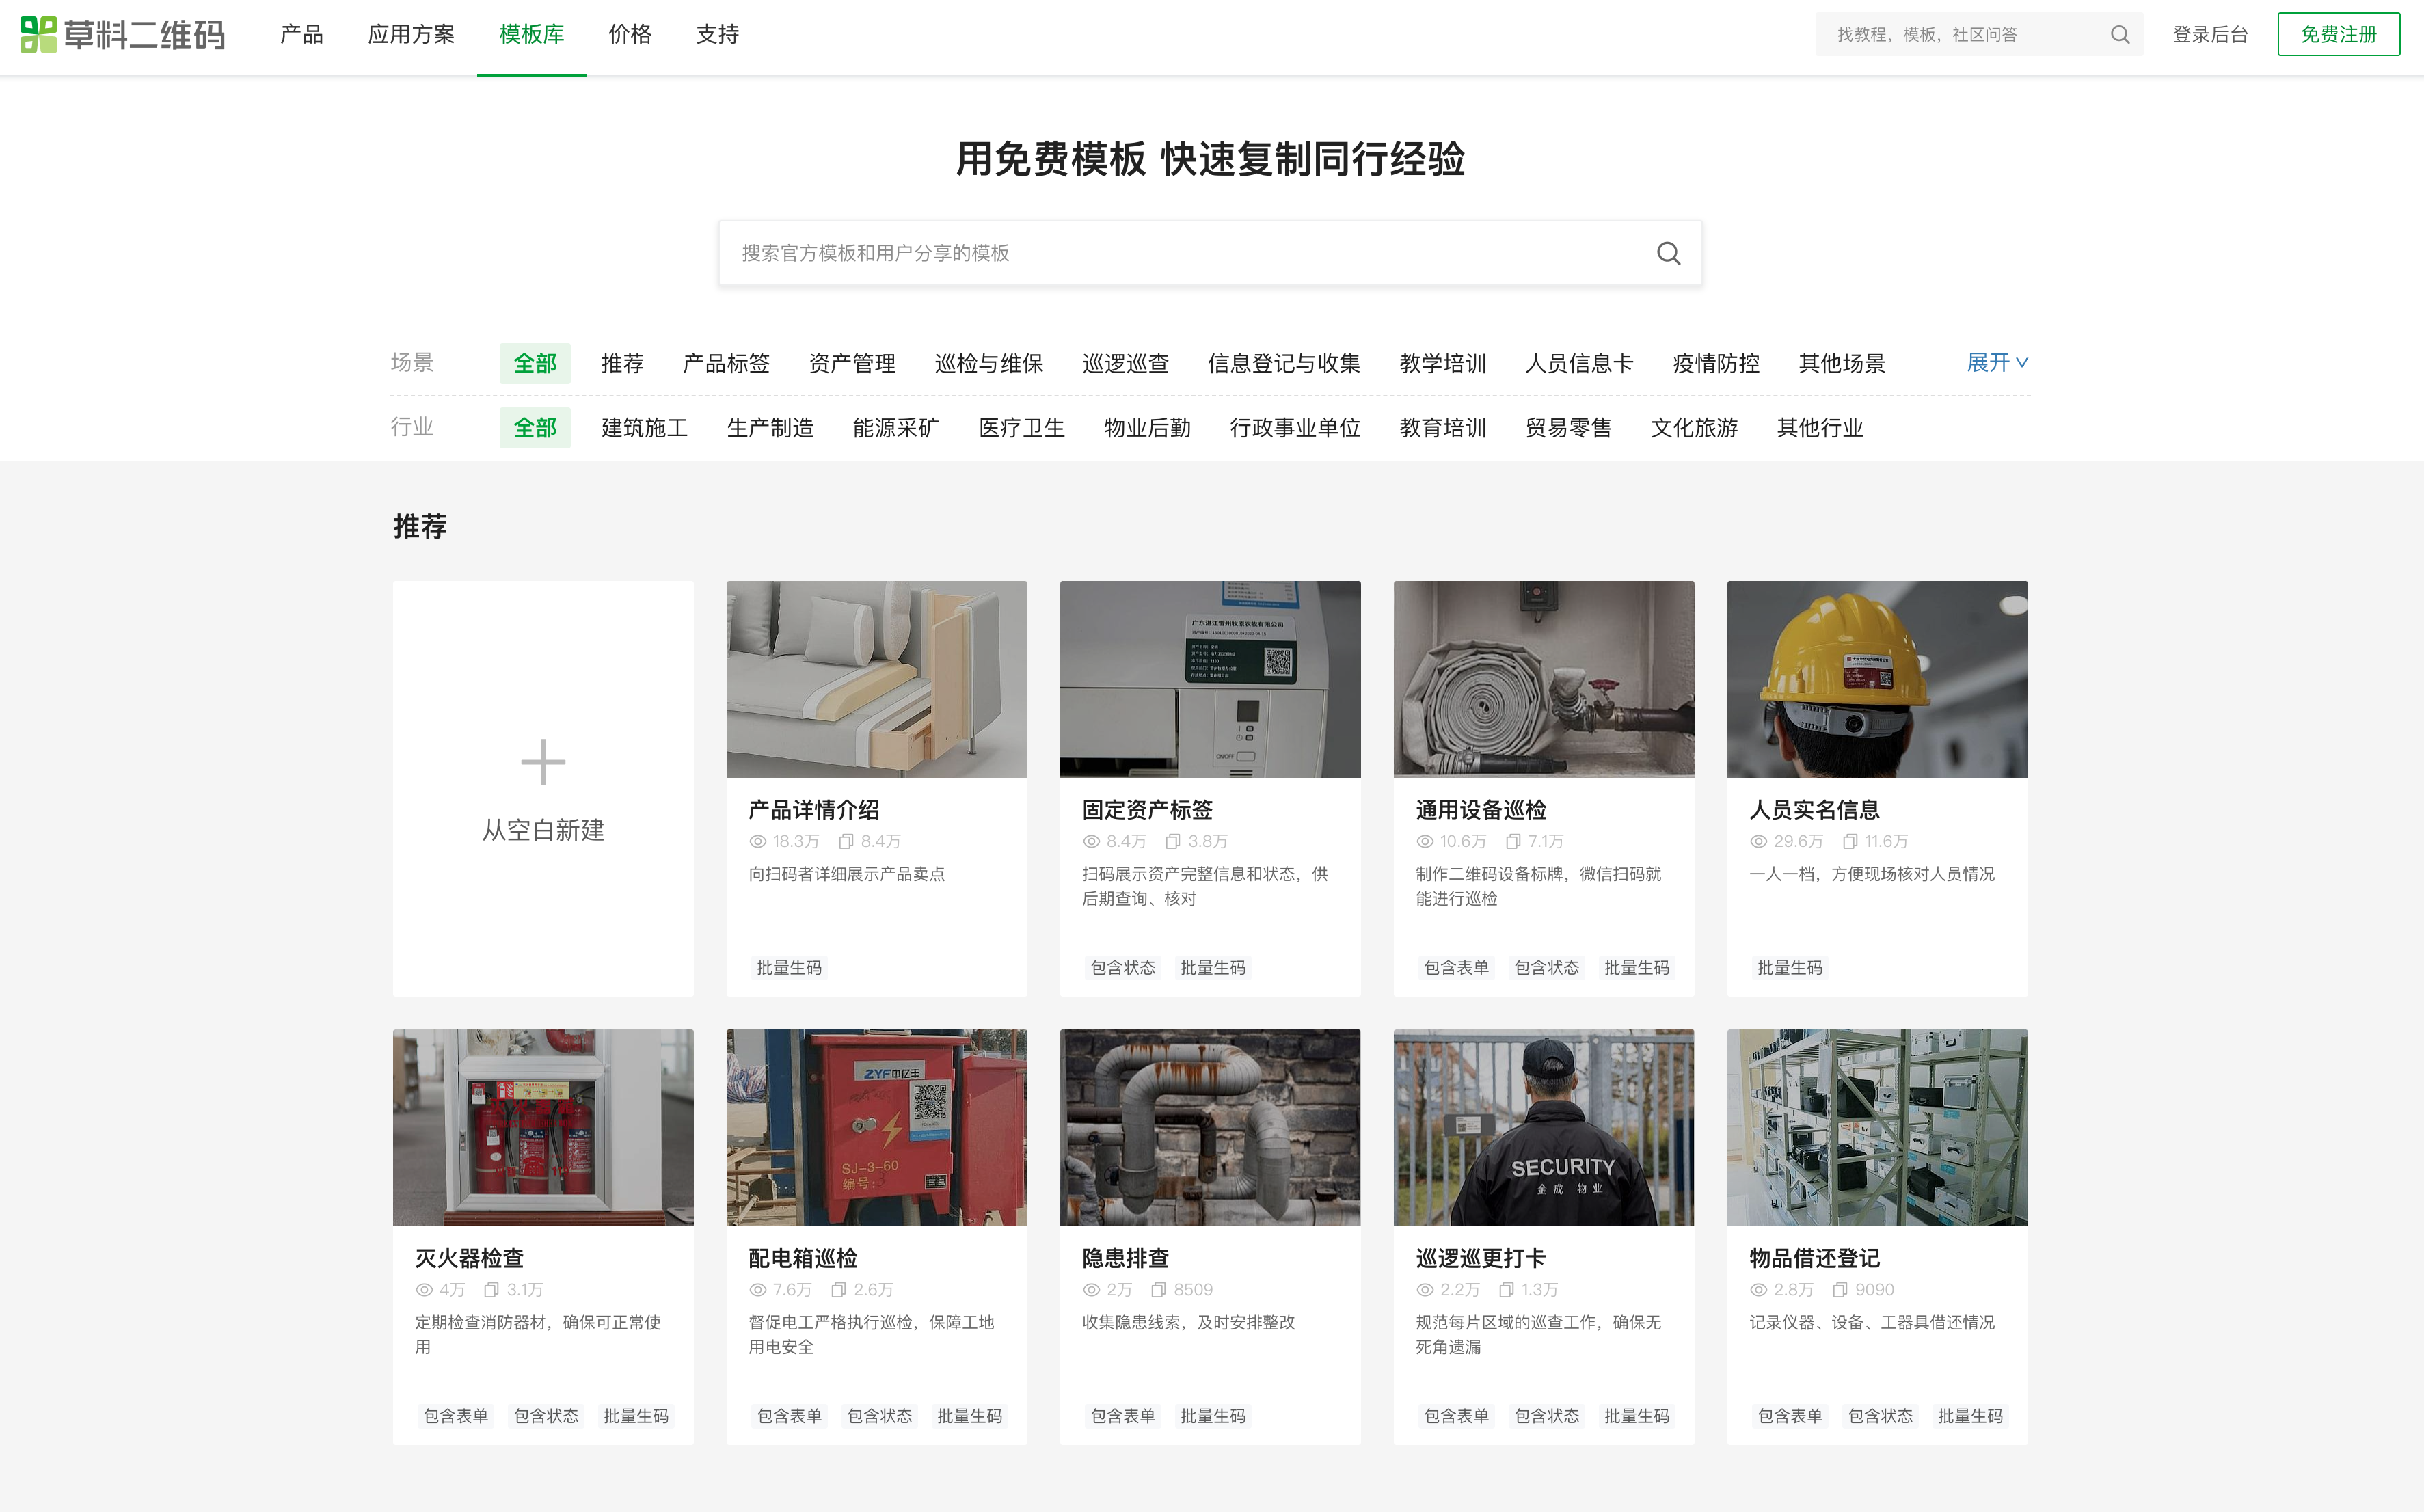 草料二维码
产品 应用方案 模板库 价格 支持
找教程，模板，社区问答
登录后台
免费注册
用免费模板 快速复制同行经验
搜索官方模板和用户分享的模板
场景 全部 推荐 产品标签 资产管理 巡检与维保 巡逻巡查 信息登记与收集 教学培训 人员信息卡 疫情防控 其他场景 展开
行业 全部 建筑施工 生产制造 能源采矿 医疗卫生 物业后勤 行政事业单位 教育培训 贸易零售 文化旅游 其他行业
推荐
从空白新建
产品详情介绍
18.3万 8.4万
向扫码者详细展示产品卖点
批量生码
ON/OFF
固定资产标签
8.4万 3.8万
扫码展示资产完整信息和状态，供
后期查询、核对
包含状态 批量生码
通用设备巡检
10.6万 7.1万
制作二维码设备标牌，微信扫码就
能进行巡检
包含表单 包含状态 批量生码
人员实名信息
29.6万 11.6万
一人一档，方便现场核对人员情况
批量生码
灭火器检查
4万 3.1万
定期检查消防器材，确保可正常使
用
包含表单 包含状态 批量生码
ZYF中亿丰
SJ-3-60
编号：
配电箱巡检
7.6万 2.6万
督促电工严格执行巡检，保障工地
用电安全
包含表单 包含状态 批量生码
隐患排查
2万 8509
收集隐患线索，及时安排整改
包含表单 批量生码
SECURITY
金成 物业
巡逻巡更打卡
2.2万 1.3万
规范每片区域的巡查工作，确保无
死角遗漏
包含表单 包含状态 批量生码
物品借还登记
2.8万 9090
记录仪器、设备、工器具借还情况
包含表单 包含状态 批量生码